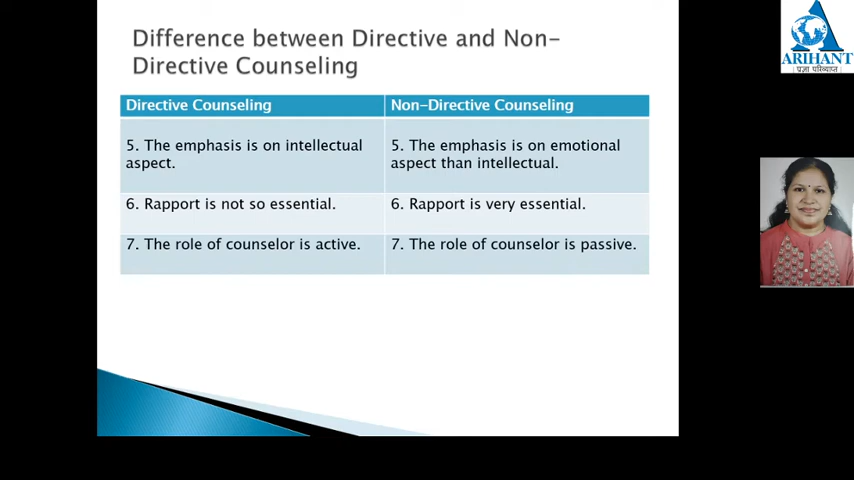 Difference between Directive and Non-
Directive Counseling
Directive Counseling
Non-Directive Counseling
5. The emphasis is on intellectual
aspect.
5. The emphasis is on emotional
aspect than intellectual.
6. Rapport is not so essential.
6. Rapport is very essential.
7. The role of counselor is active.
7. The role of counselor is passive.
ARIHANT
| प्रज्ञा परिव्याप्त |